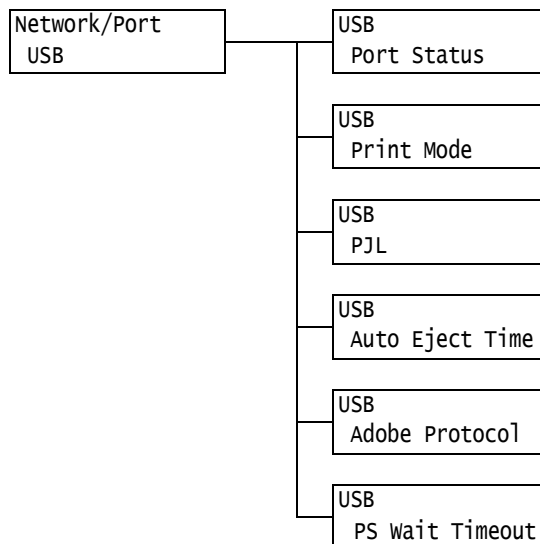 Network/Port
USB
USB
Port Status
USB
Print Mode
USB
PJL
USB
Auto Eject Time
USB
Adobe Protocol
USB
PS Wait Timeout